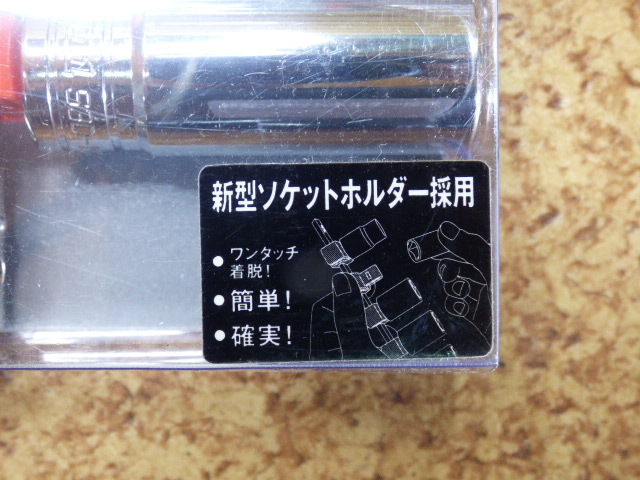 新型ソケットホルダー採用
● ワンタッチ
着脱!
● 簡単!
● 確実!